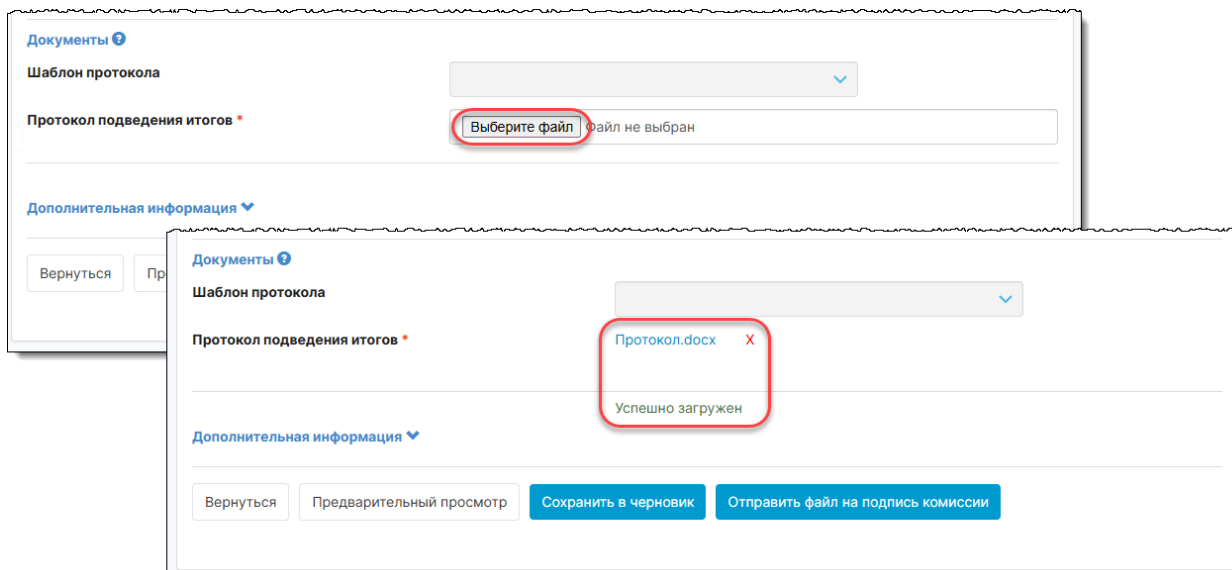 Документы
Шаблон протокола
Протокол подведения итогов *
Выберите файл Файл не выбран
Дополнительная информация
Вернуться Пр
Документы
Шаблон протокола
Протокол подведения итогов *
Протокол.docx X
Успешно загружен
Дополнительная информация
Вернуться Предварительный просмотр Сохранить в черновик Отправить файл на подпись комиссии